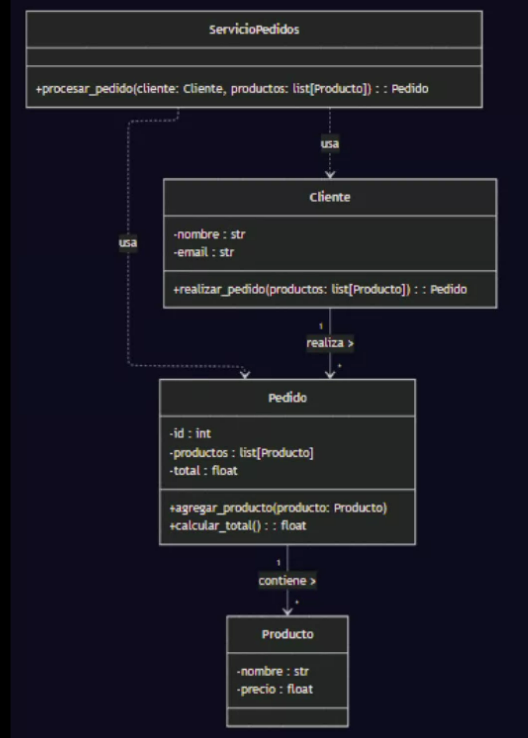 ServicioPedidos
+procesar_pedido(cliente: Cliente, productos: list[Producto]) : : Pedido
usa
Cliente
-nombre : str
-email : str
usa
+realizar_pedido(productos: list[Producto]) : : Pedido
1
realiza >
*
Pedido
-id : int
-productos : list[Producto]
-total : float
+agregar_producto(producto: Producto)
+calcular_total() : : float
1
contiene >
*
Producto
-nombre : str
-precio : float